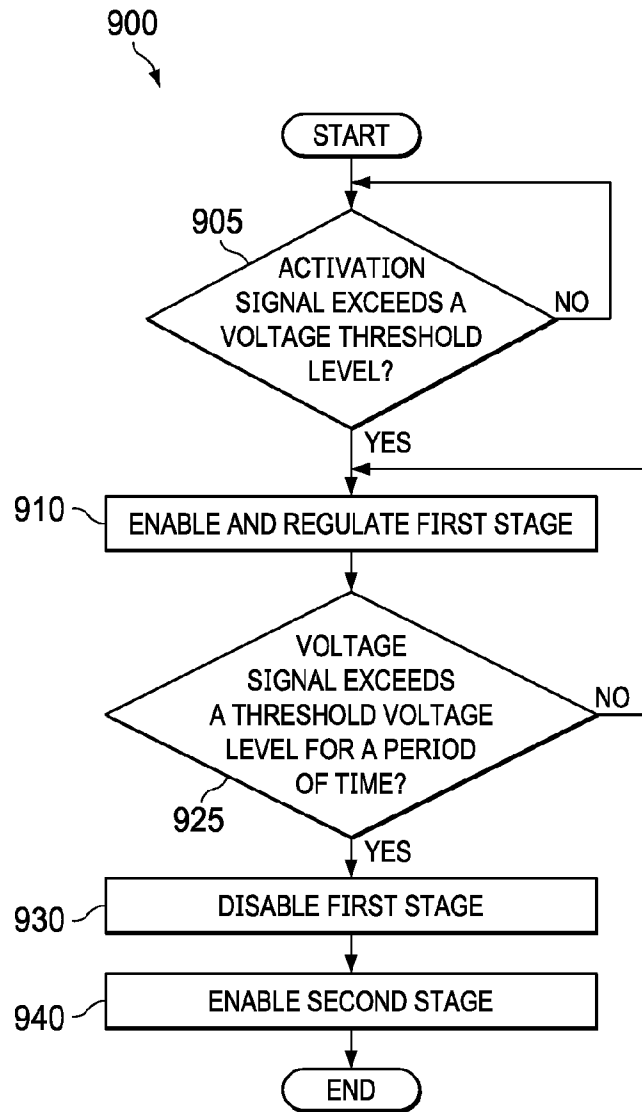 900
START
905
ACTIVATION
SIGNAL EXCEEDS A
VOLTAGE THRESHOLD
LEVEL?
NO
YES
910
ENABLE AND REGULATE FIRST STAGE
VOLTAGE
SIGNAL EXCEEDS
A THRESHOLD VOLTAGE
LEVEL FOR A PERIOD
OF TIME?
NO
925
YES
930
DISABLE FIRST STAGE
940
ENABLE SECOND STAGE
END